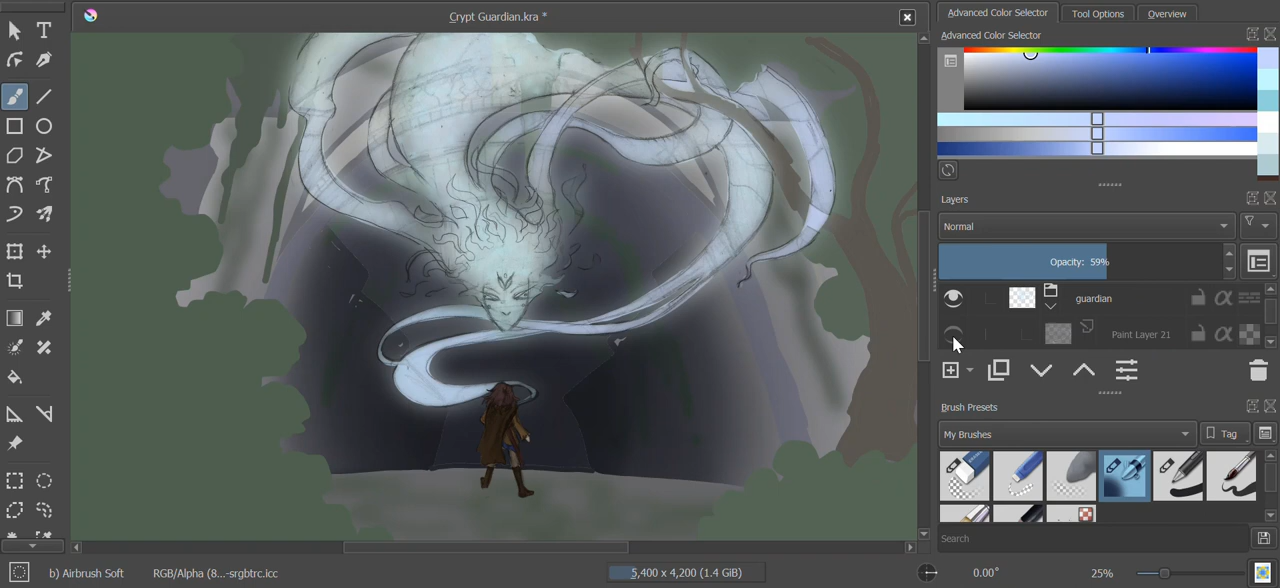 Crypt Guardian.kra *
Advanced Color Selector
Tool Options
Overview
Advanced Color Selector
Layers
Normal
Opacity: 59%
guardian
Paint Layer 21
Brush Presets
My Brushes
Tag
Search
b) Airbrush Soft
RGB/Alpha (8...-srgbtrc.icc
5,400 x 4,200 (1.4 GiB)
0.00°
25%